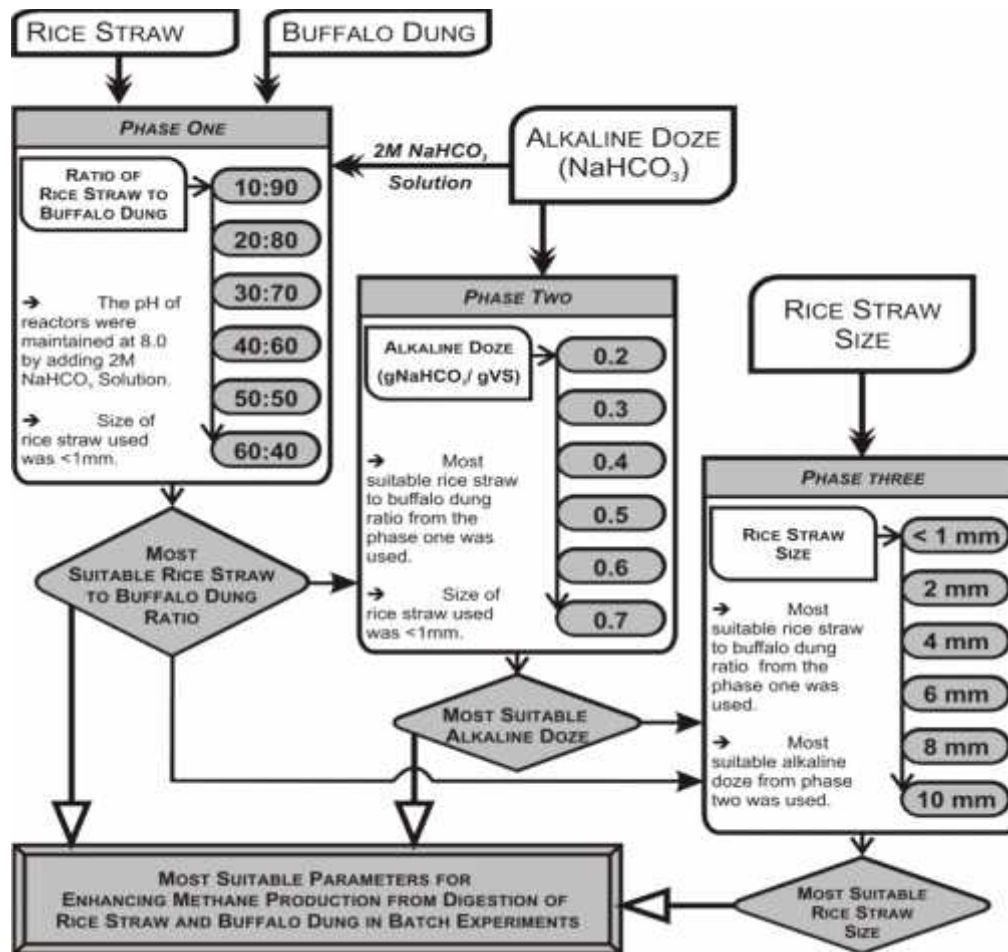 RICE STRAW
BUFFALO DUNG
PHASE ONE
RATIO OF
RICE STRAW TO
BUFFALO DUNG
10:90
20:80
30:70
40:60
50:50
60:40
➔ The pH of
reactors were
maintained at 8.0
by adding 2M
NaHCO₃ Solution.
➔ Size of
rice straw used
was <1mm.
2M NaHCO₃
Solution
ALKALINE DOZE
(NaHCO₃)
PHASE TWO
ALKALINE DOZE
(gNaHCO₃/ gVS)
0.2
0.3
0.4
0.5
0.6
0.7
➔ Most
suitable rice straw
to buffalo dung
ratio from the
phase one was
used.
➔ Size of
rice straw used
was <1mm.
RICE STRAW
SIZE
PHASE THREE
RICE STRAW
SIZE
< 1 mm
2 mm
4 mm
6 mm
8 mm
10 mm
➔ Most
suitable rice straw
to buffalo dung
ratio from the
phase one was
used.
➔ Most
suitable alkaline
doze from phase
two was used.
MOST
SUITABLE RICE STRAW
TO BUFFALO DUNG
RATIO
MOST SUITABLE
ALKALINE DOZE
MOST SUITABLE
RICE STRAW
SIZE
MOST SUITABLE PARAMETERS FOR
ENHANCING METHANE PRODUCTION FROM DIGESTION OF
RICE STRAW AND BUFFALO DUNG IN BATCH EXPERIMENTS